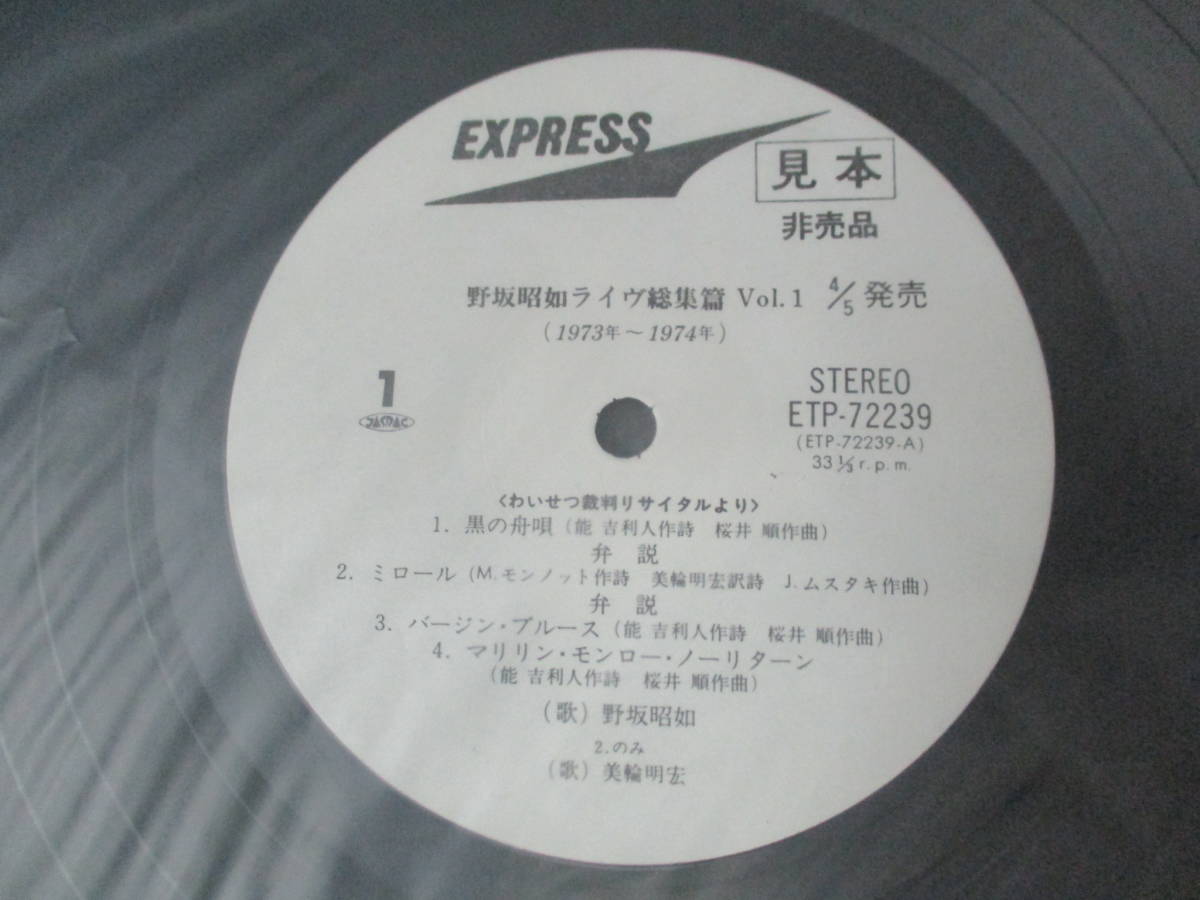 EXPRESS
見本
非売品
野坂昭如ライヴ総集篇 Vol.1 4/5発売
(1973年〜1974年)
1
JASRAC
STEREO
ETP-72239
(ETP-72239-A)
33⅓r.p.m.
〈わいせつ裁判リサイタルより〉
1. 黒の舟唄 (能 吉利人作詩 桜井 順作曲)
弁説
2. ミロール (M.モンノット作詩 美輪明宏訳詩 J.ムスタキ作曲)
弁説
3. バージン・ブルース (能 吉利人作詩 桜井 順作曲)
4. マリリン・モンロー・ノーリターン
(能 吉利人作詩 桜井 順作曲)
(歌) 野坂昭如
2.のみ
(歌) 美輪明宏